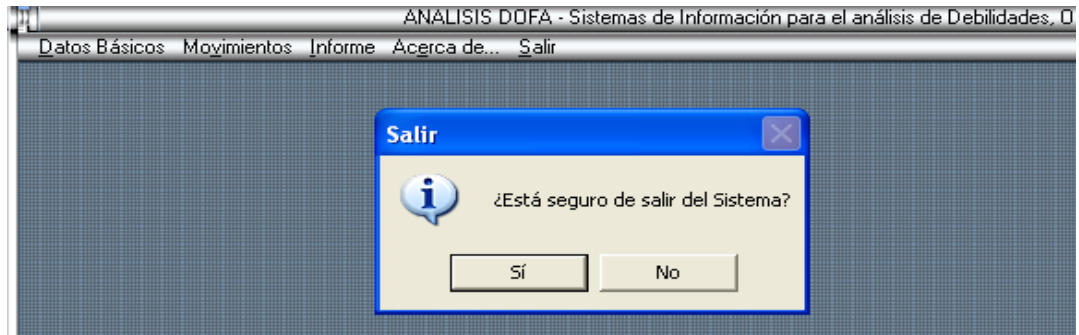 ANALISIS DOFA - Sistemas de Información para el análisis de Debilidades, O
Datos Básicos Movimientos Informe Acerca de... Salir
Salir
¿Está seguro de salir del Sistema?
Sí No